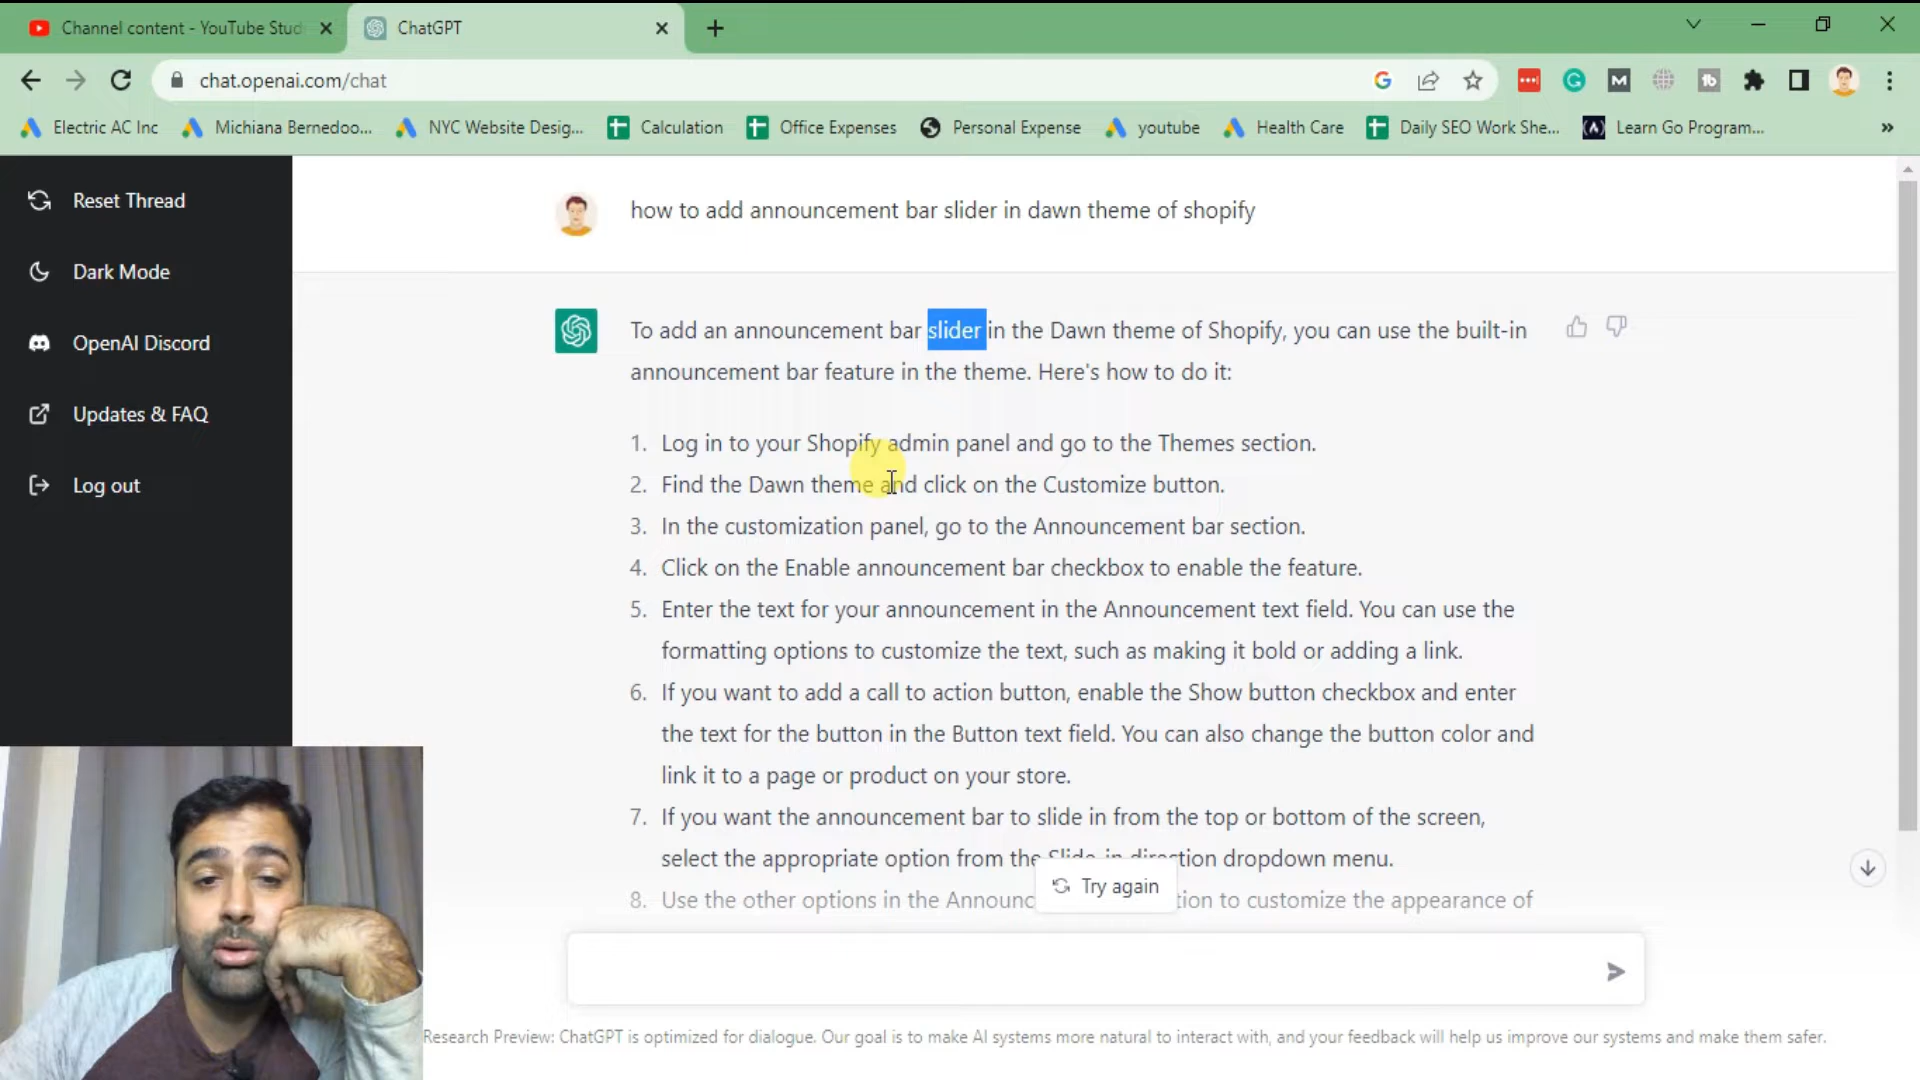 Channel content - YouTube Stud
ChatGPT
chat.openai.com/chat
Electric AC Inc
Michiana Bernedoo...
NYC Website Desig...
Calculation
Office Expenses
Personal Expense
youtube
Health Care
Daily SEO Work She...
Learn Go Program...
Reset Thread
Dark Mode
OpenAI Discord
Updates & FAQ
Log out
how to add announcement bar slider in dawn theme of shopify
To add an announcement bar slider in the Dawn theme of Shopify, you can use the built-in
announcement bar feature in the theme. Here's how to do it:
1. Log in to your Shopify admin panel and go to the Themes section.
2. Find the Dawn theme and click on the Customize button.
3. In the customization panel, go to the Announcement bar section.
4. Click on the Enable announcement bar checkbox to enable the feature.
5. Enter the text for your announcement in the Announcement text field. You can use the
formatting options to customize the text, such as making it bold or adding a link.
6. If you want to add a call to action button, enable the Show button checkbox and enter
the text for the button in the Button text field. You can also change the button color and
link it to a page or product on your store.
7. If you want the announcement bar to slide in from the top or bottom of the screen,
select the appropriate option from the Slide-in direction dropdown menu.
8. Use the other options in the Announc tion to customize the appearance of
Try again
Research Preview: ChatGPT is optimized for dialogue. Our goal is to make AI systems more natural to interact with, and your feedback will help us improve our systems and make them safer.